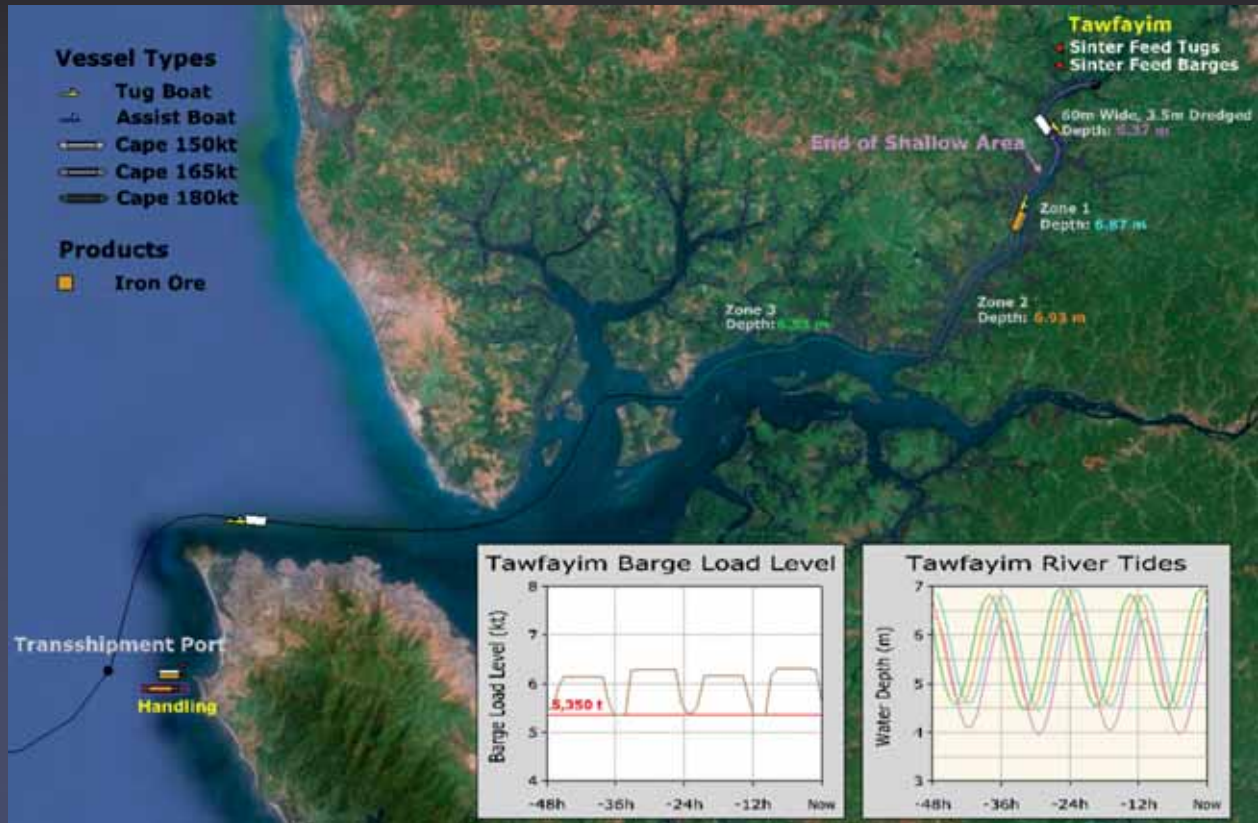 Vessel Types
Tug Boat
Assist Boat
Cape 150kt
Cape 165kt
Cape 180kt
Products
Iron Ore
Tawfayim
Sinter Feed Tugs
Sinter Feed Barges
60m Wide, 3.5m Dredged
Depth: 6.37 m
End of Shallow Area
Zone 1
Depth: 6.87 m
Zone 2
Depth: 6.93 m
Zone 3
Depth:
Transshipment Port
Handling
Tawfayim Barge Load Level
Barge Load Level (kt)
8
7
6
5
4
5,350 t
-48h
-36h
-24h
-12h
Now
Tawfayim River Tides
Water Depth (m)
7
6
5
4
3
-48h
-36h
-24h
-12h
Now